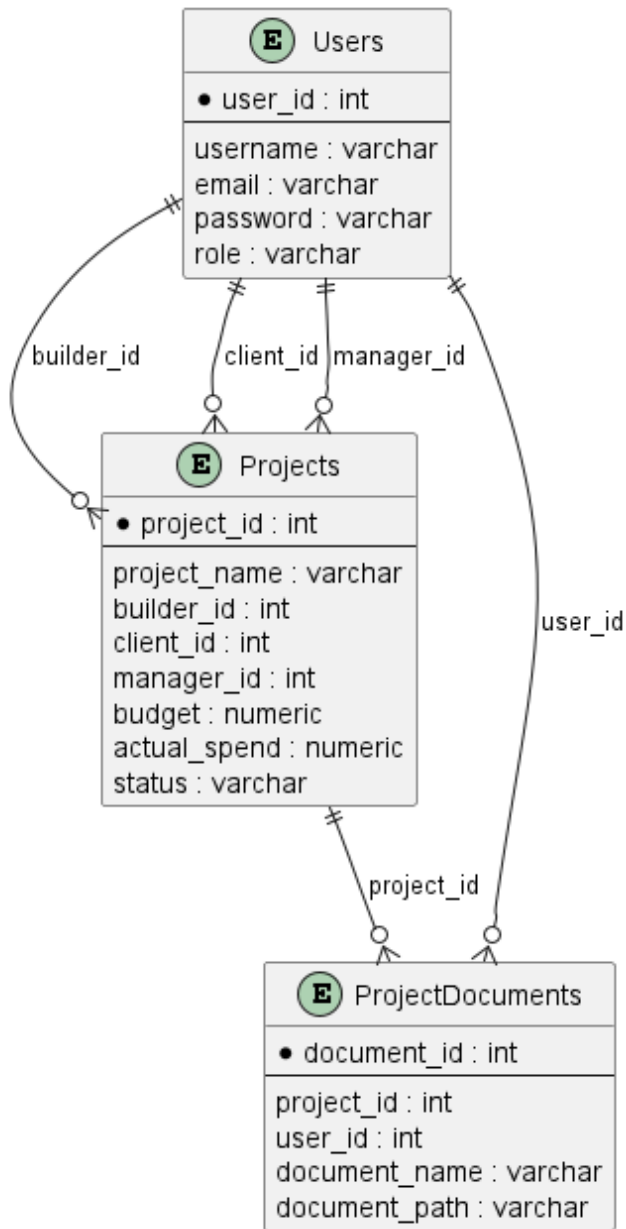 E Users
user_id : int
username : varchar
email : varchar
password : varchar
role : varchar
builder_id
client_id
manager_id
E Projects
project_id : int
project_name : varchar
builder_id : int
client_id : int
manager_id : int
budget : numeric
actual_spend : numeric
status : varchar
user_id
project_id
E ProjectDocuments
document_id : int
project_id : int
user_id : int
document_name : varchar
document_path : varchar